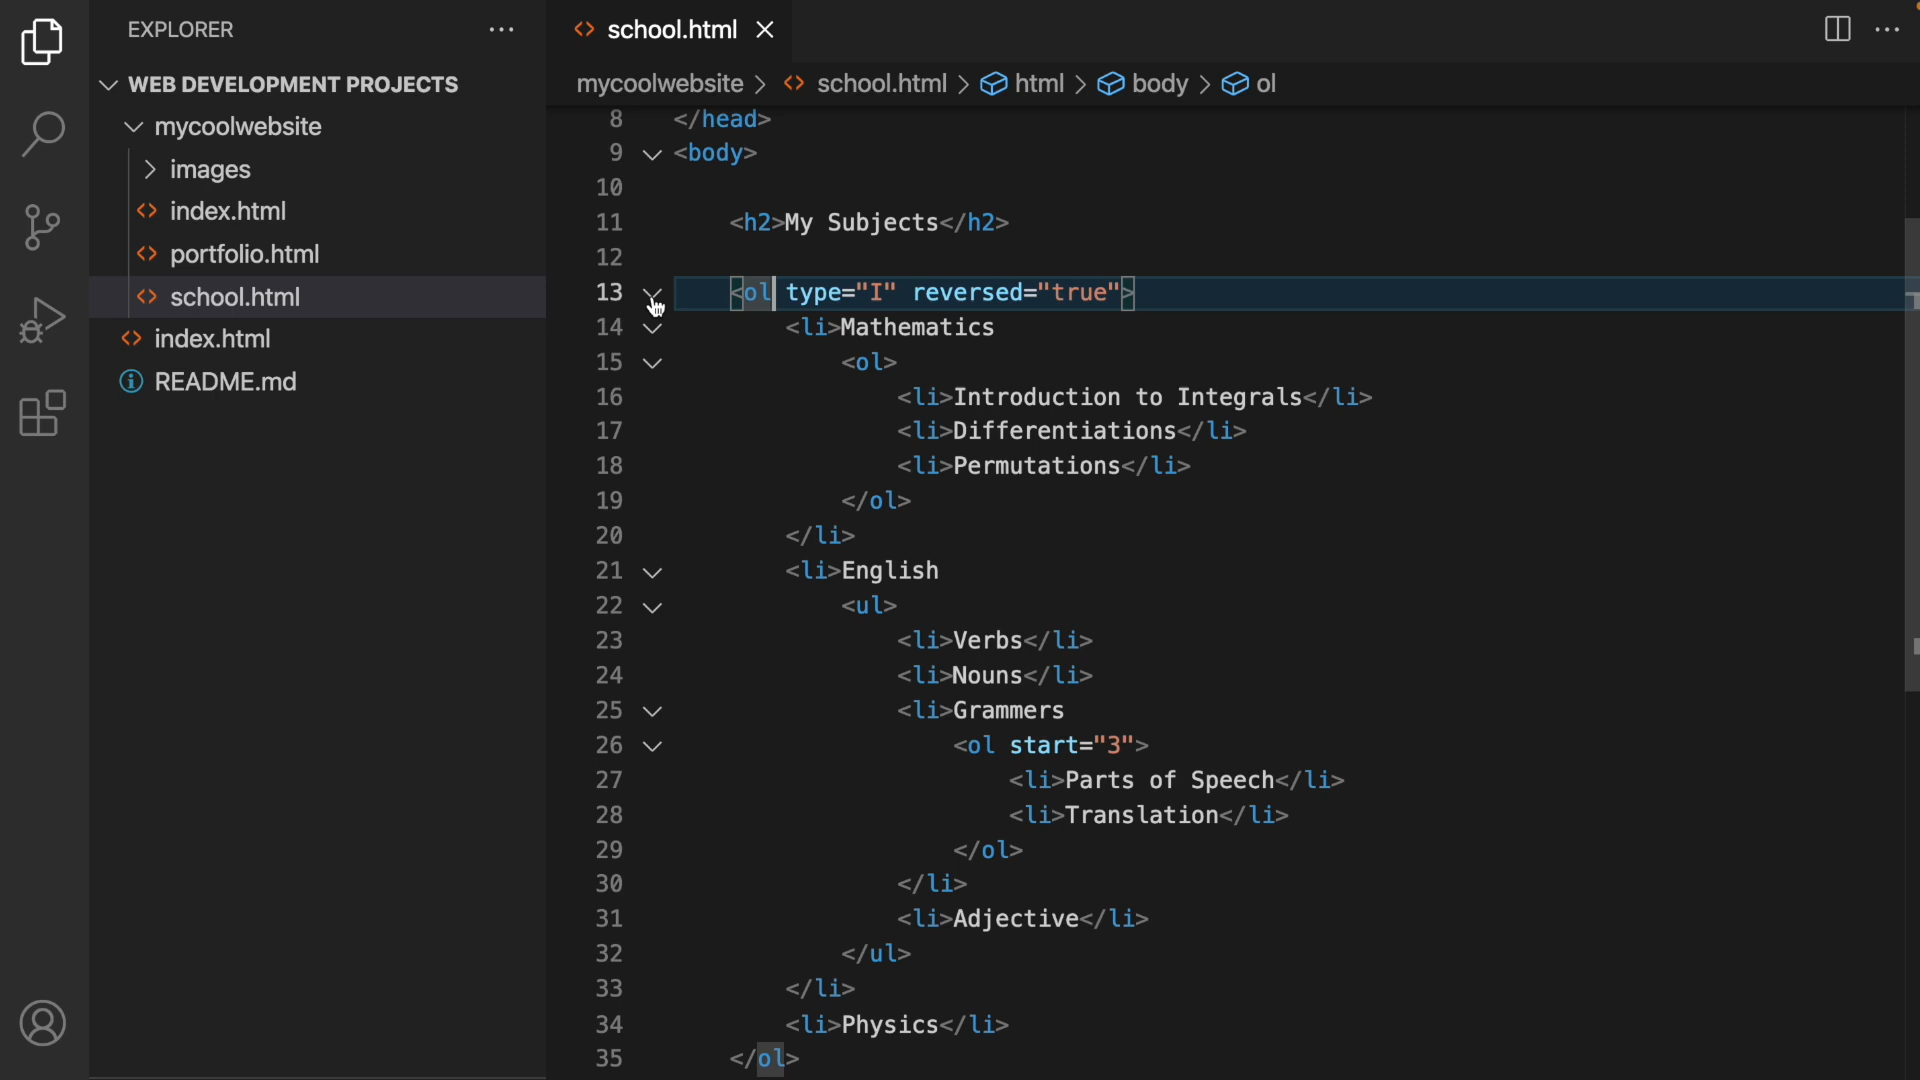 EXPLORER
WEB DEVELOPMENT PROJECTS
mycoolwebsite
images
index.html
portfolio.html
school.html
index.html
README.md
school.html
mycoolwebsite > school.html > html > body > ol
8 </head>
9 <body>
10
11 <h2>My Subjects</h2>
12
13 <ol type="I" reversed="true">
14 <li>Mathematics
15 <ol>
16 <li>Introduction to Integrals</li>
17 <li>Differentiations</li>
18 <li>Permutations</li>
19 </ol>
20 </li>
21 <li>English
22 <ul>
23 <li>Verbs</li>
24 <li>Nouns</li>
25 <li>Grammers
26 <ol start="3">
27 <li>Parts of Speech</li>
28 <li>Translation</li>
29 </ol>
30 </li>
31 <li>Adjective</li>
32 </ul>
33 </li>
34 <li>Physics</li>
35 </ol>